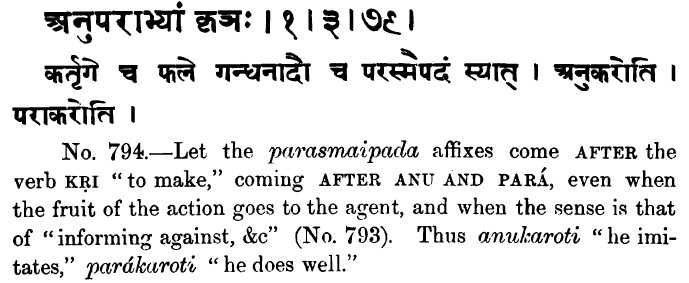 अनुपराभ्यां कृञः । १ । ३ । ७९ ।
कर्तृगे च फले गन्धनादौ च परस्मैपदं स्यात् । अनुकरोति ।
पराकरोति ।
No. 794.—Let the parasmaipada affixes come AFTER the
verb KṚI “to make,” coming AFTER ANU AND PARÁ, even when
the fruit of the action goes to the agent, and when the sense is that
of “informing against, &c” (No. 793). Thus anukaroti “he imi-
tates,” parákaroti “he does well.”